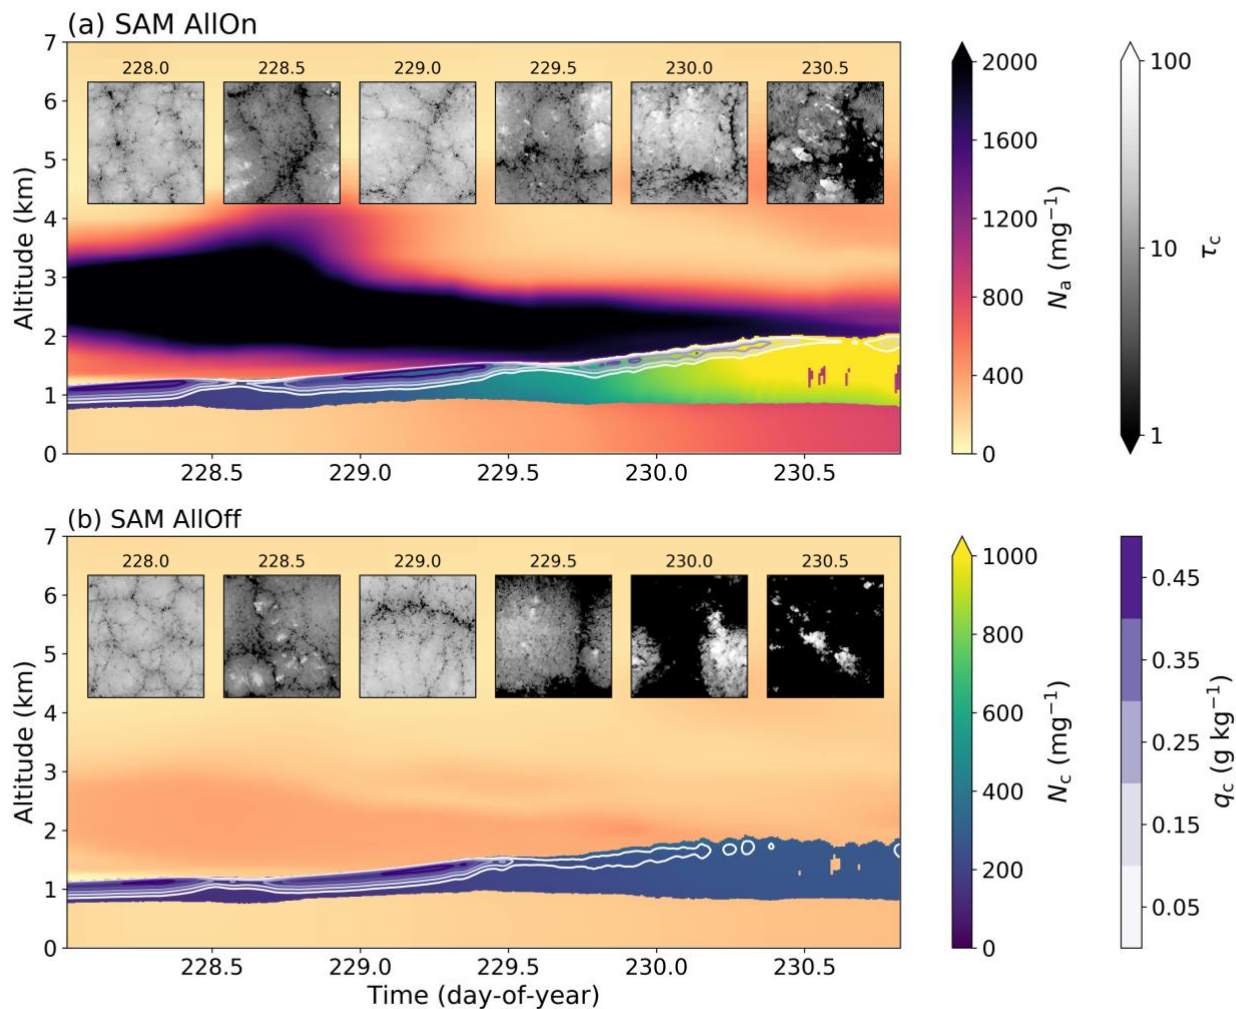 (a) SAM AllOn
7
6
5
4
3
2
1
0
Altitude (km)
228.0 228.5 229.0 229.5 230.0 230.5
228.5 229.0 229.5 230.0 230.5
2000
1600
1200
800
400
0
Nₐ (mg⁻¹)
100
10
1
τc
(b) SAM AllOff
7
6
5
4
3
2
1
0
Altitude (km)
228.0 228.5 229.0 229.5 230.0 230.5
228.5 229.0 229.5 230.0 230.5
Time (day-of-year)
1000
800
600
400
200
0
Nc (mg⁻¹)
0.45
0.35
0.25
0.15
0.05
qc (g kg⁻¹)